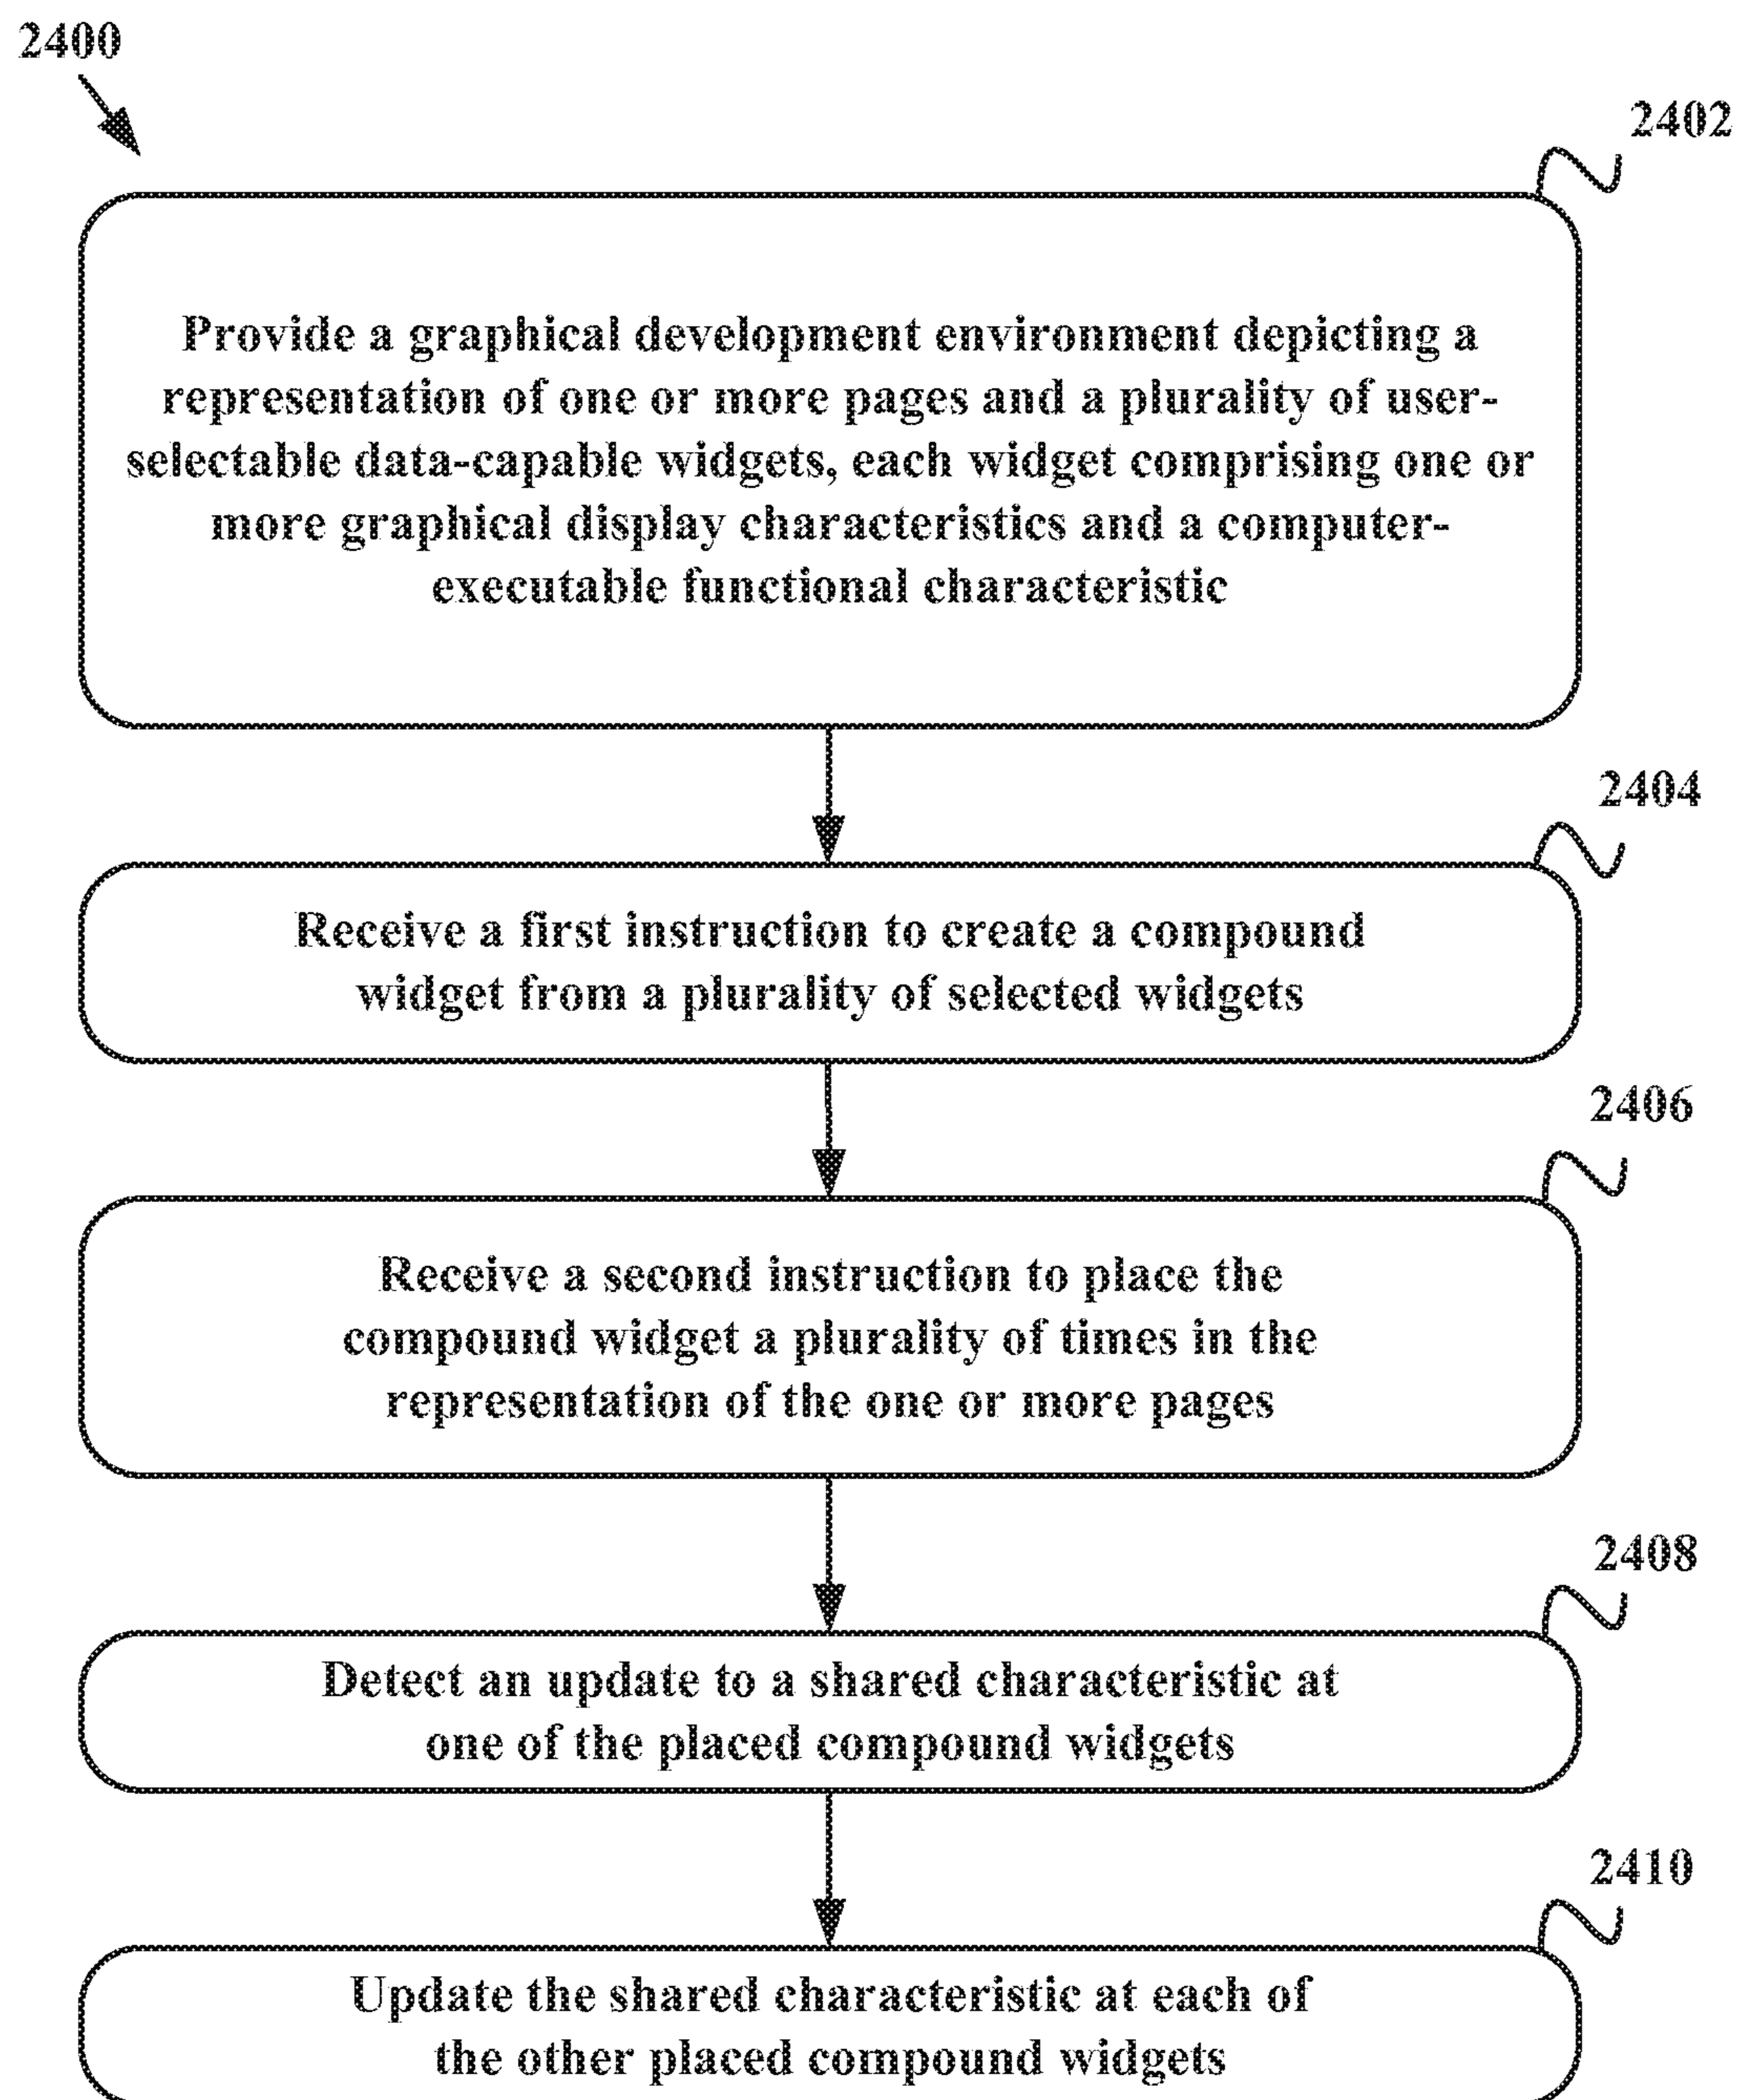 2400
2402
Provide a graphical development environment depicting a
representation of one or more pages and a plurality of user-
selectable data-capable widgets, each widget comprising one or
more graphical display characteristics and a computer-
executable functional characteristic
2404
Receive a first instruction to create a compound
widget from a plurality of selected widgets
2406
Receive a second instruction to place the
compound widget a plurality of times in the
representation of the one or more pages
2408
Detect an update to a shared characteristic at
one of the placed compound widgets
2410
Update the shared characteristic at each of
the other placed compound widgets